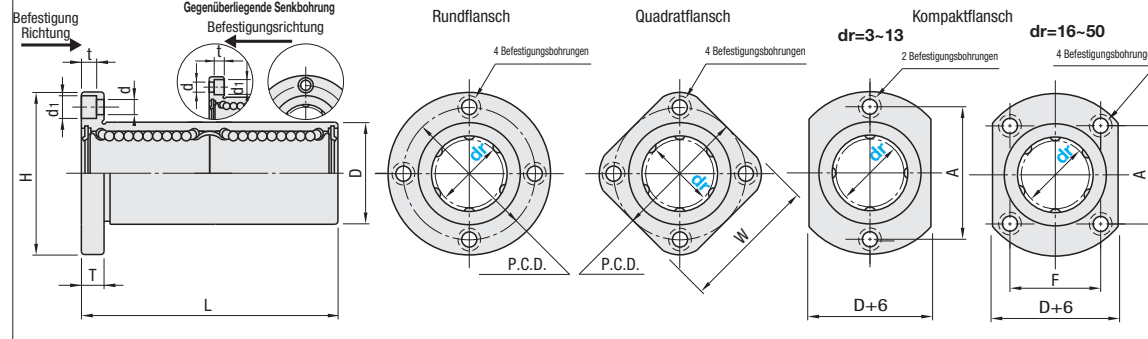 Befestigung
Richtung
Gegenüberliegende Senkbohrung
Befestigungsrichtung
t
d
d1
t
d
d1
H
D
T
L
Rundflansch
4 Befestigungsbohrungen
dr
P.C.D.
Quadratflansch
4 Befestigungsbohrungen
dr
P.C.D.
W
Kompaktflansch
dr=3~13
2 Befestigungsbohrungen
dr
A
D+6
dr=16~50
4 Befestigungsbohrung
dr
A
F
D+6